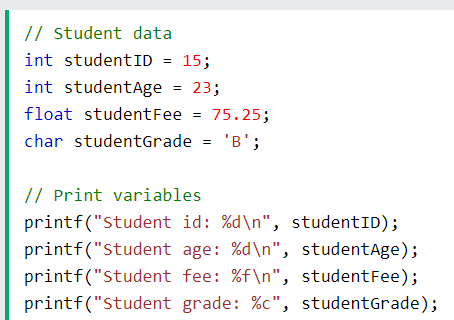 // Student data
int studentID = 15;
int studentAge = 23;
float studentFee = 75.25;
char studentGrade = 'B';
// Print variables
printf("Student id: %d\n", studentID);
printf("Student age: %d\n", studentAge);
printf("Student fee: %f\n", studentFee);
printf("Student grade: %c", studentGrade);